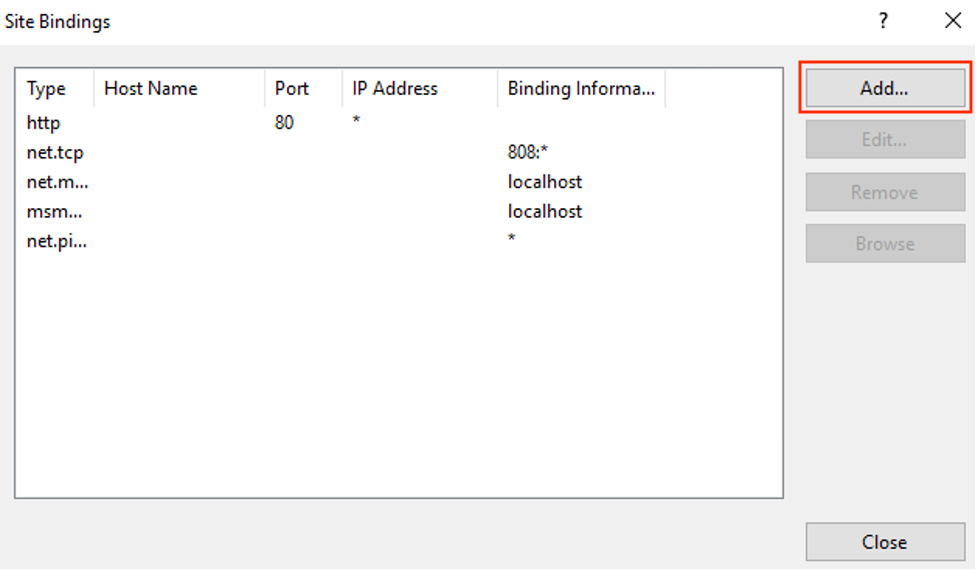 Site Bindings ? X
Type Host Name Port IP Address Binding Informa... Add...
http 80 *
Edit...
net.tcp 808:*
net.m... localhost
Remove
msm... localhost
net.pi... *
Browse
Close